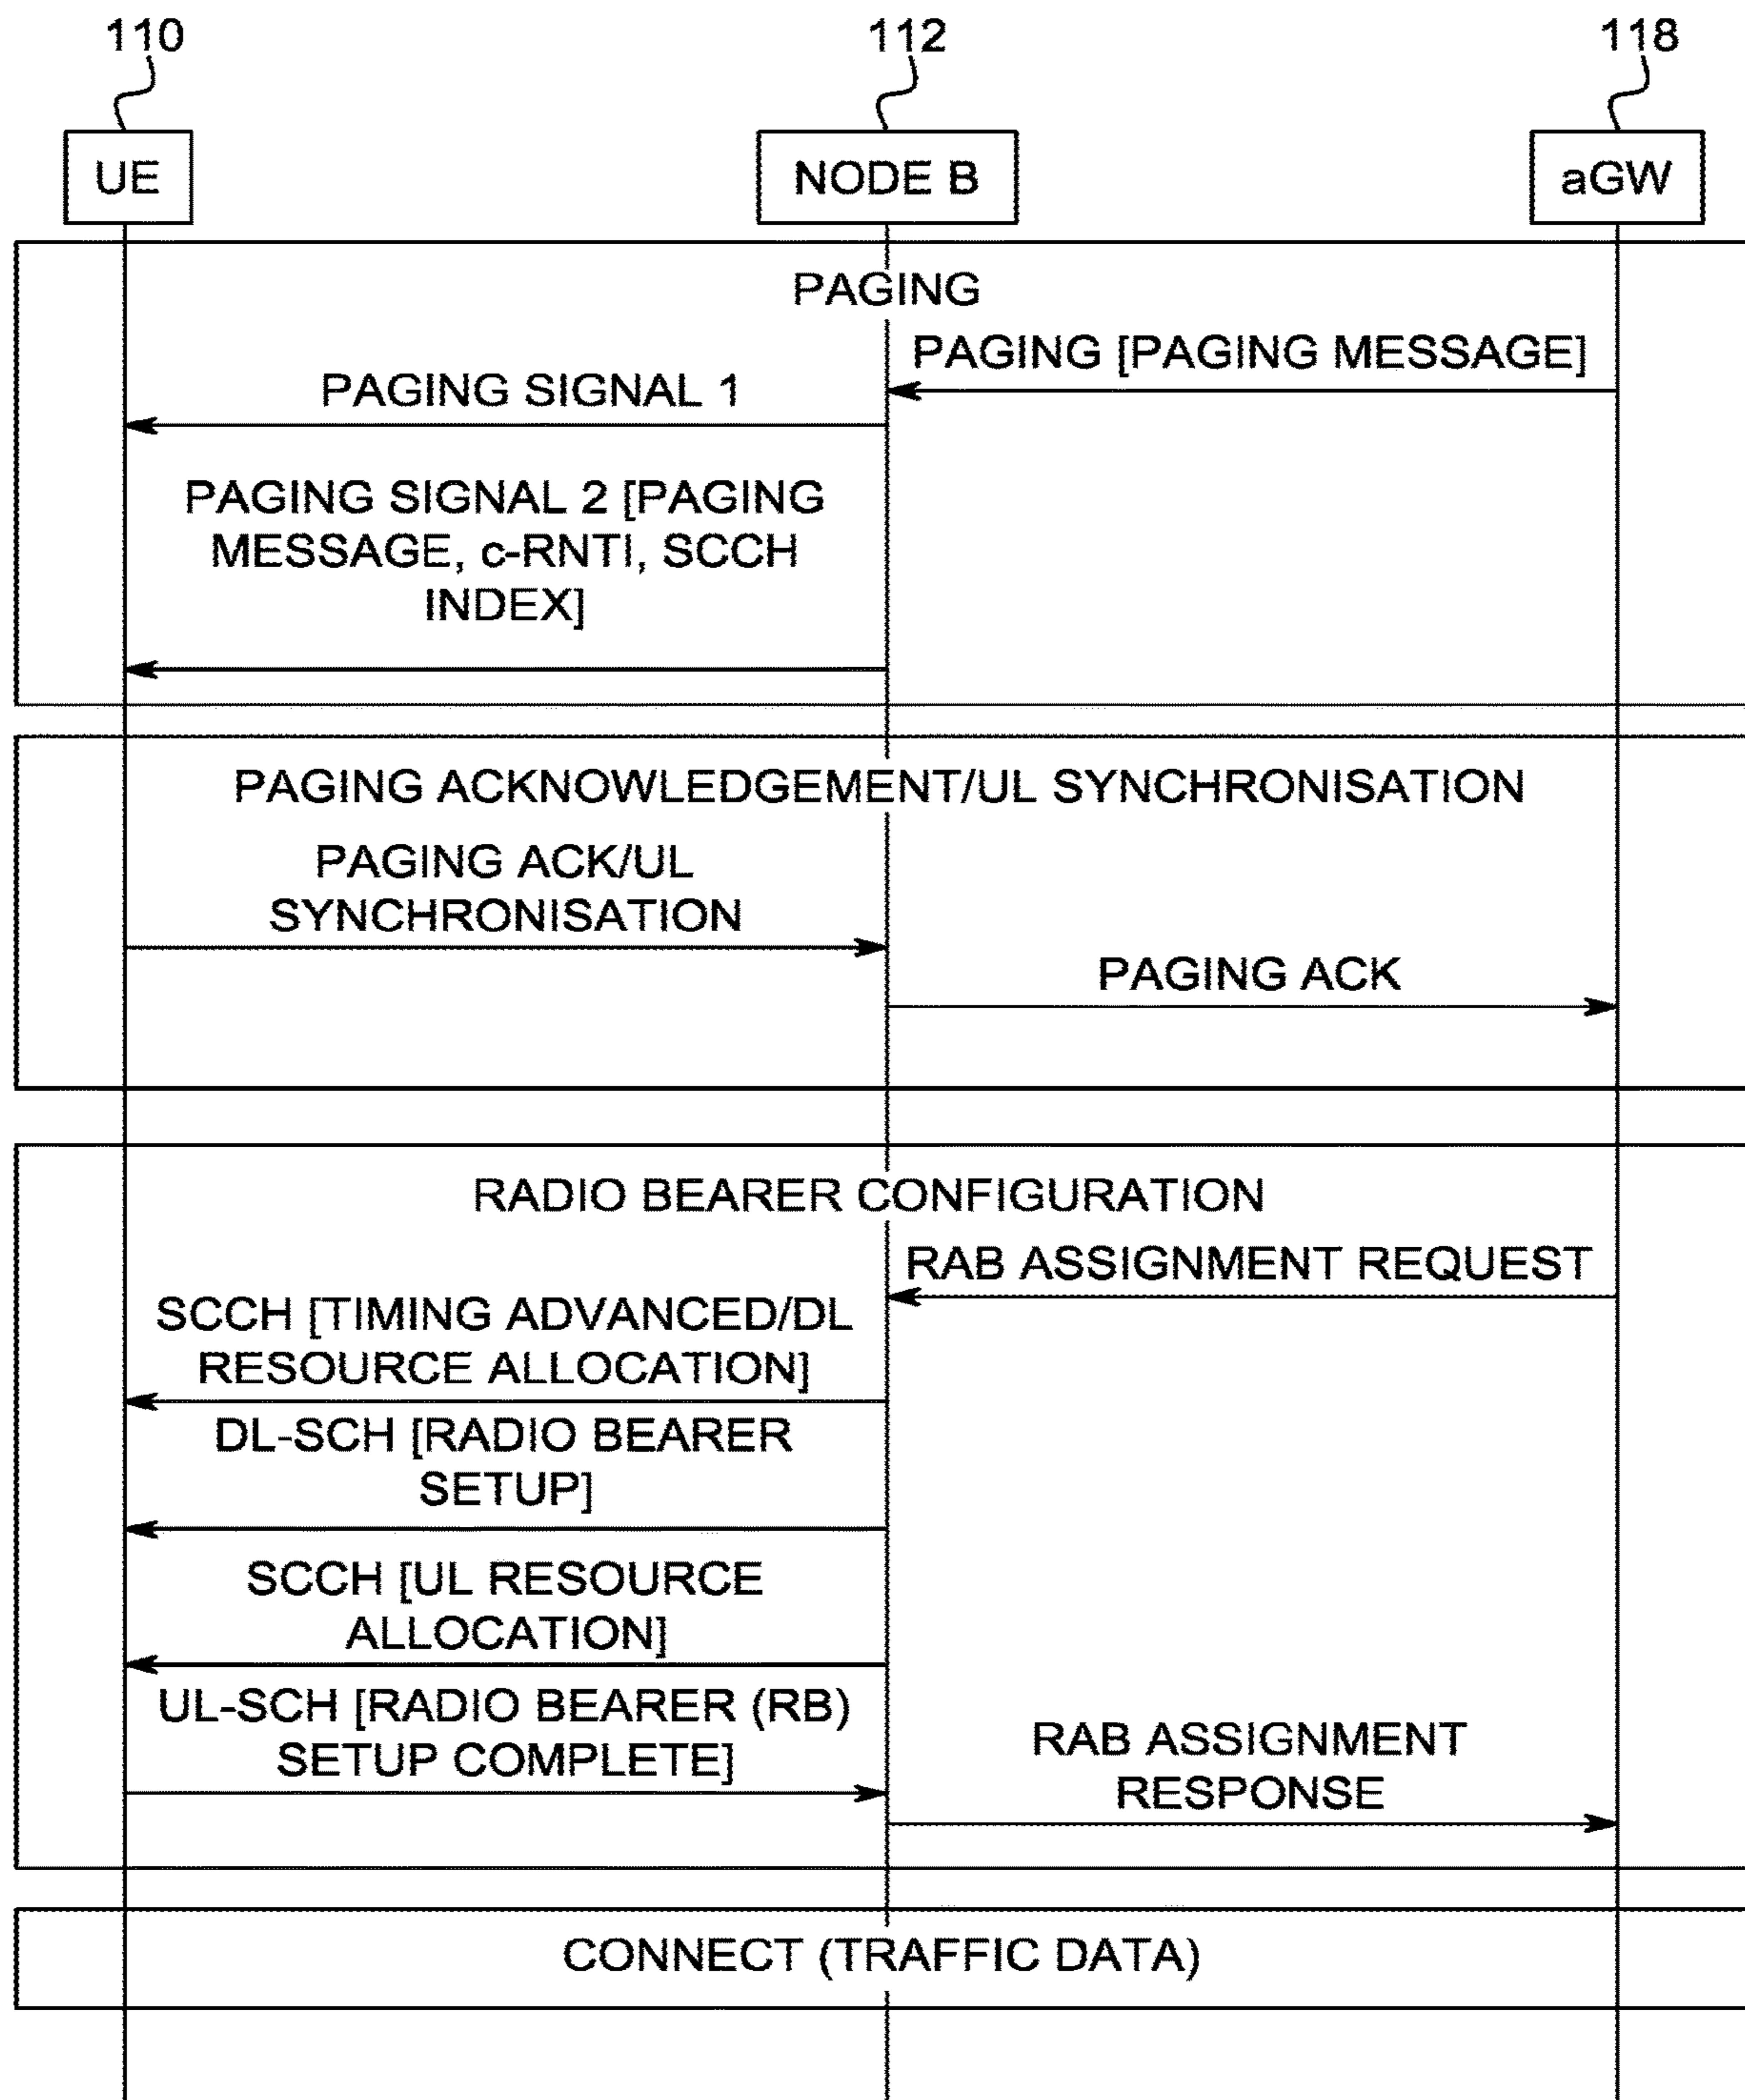 110
112
118
UE
NODE B
aGW
PAGING
PAGING [PAGING MESSAGE]
PAGING SIGNAL 1
PAGING SIGNAL 2 [PAGING
MESSAGE, c-RNTI, SCCH
INDEX]
PAGING ACKNOWLEDGEMENT/UL SYNCHRONISATION
PAGING ACK/UL
SYNCHRONISATION
PAGING ACK
RADIO BEARER CONFIGURATION
RAB ASSIGNMENT REQUEST
SCCH [TIMING ADVANCED/DL
RESOURCE ALLOCATION]
DL-SCH [RADIO BEARER
SETUP]
SCCH [UL RESOURCE
ALLOCATION]
UL-SCH [RADIO BEARER (RB)
SETUP COMPLETE]
RAB ASSIGNMENT
RESPONSE
CONNECT (TRAFFIC DATA)